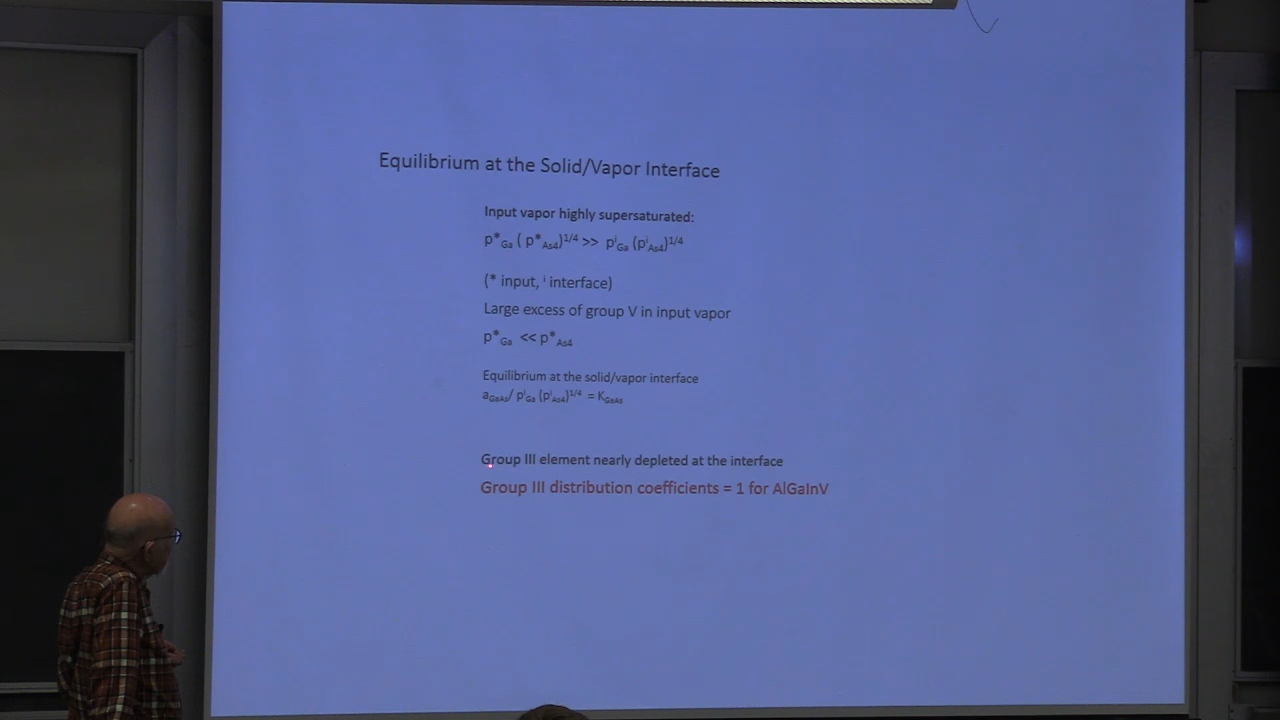 Equilibrium at the Solid/Vapor Interface
Input vapor highly supersaturated:
p*Ga ( p*As4)1/4 >> piGa (piAs4)1/4
(* input, i interface)
Large excess of group V in input vapor
p*Ga << p*As4
Equilibrium at the solid/vapor interface
aGaAs/ piGa (piAs4)1/4 = KGaAs
Group III element nearly depleted at the interface
Group III distribution coefficients = 1 for AlGaInV